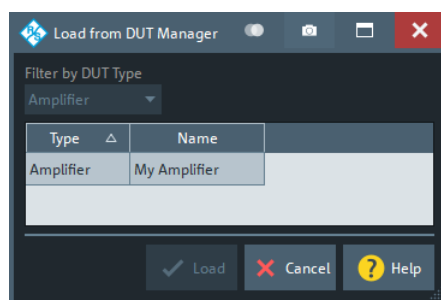 Load from DUT Manager
Filter by DUT Type
Amplifier
Type Name
Amplifier My Amplifier
Load Cancel ? Help